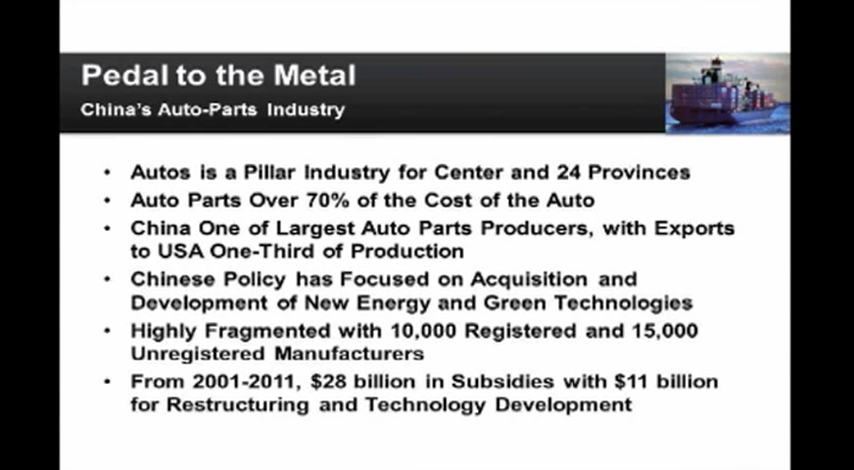 Pedal to the Metal
China's Auto-Parts Industry
• Autos is a Pillar Industry for Center and 24 Provinces
• Auto Parts Over 70% of the Cost of the Auto
• China One of Largest Auto Parts Producers, with Exports
to USA One-Third of Production
• Chinese Policy has Focused on Acquisition and
Development of New Energy and Green Technologies
• Highly Fragmented with 10,000 Registered and 15,000
Unregistered Manufacturers
• From 2001-2011, $28 billion in Subsidies with $11 billion
for Restructuring and Technology Development